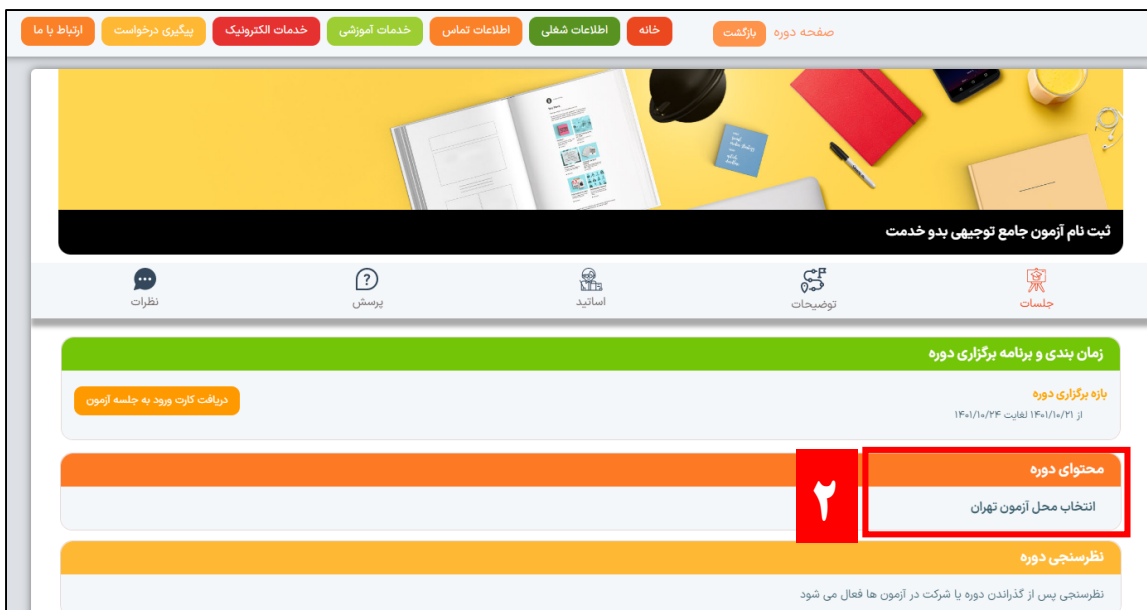 صفحه دوره
بازگشت
خانه
اطلاعات شغلی
اطلاعات تماس
خدمات آموزشی
خدمات الکترونیک
پیگیری درخواست
ارتباط با ما
ثبت نام آزمون جامع توجیهی بدو خدمت
جلسات
توضیحات
اساتید
پرسش
نظرات
زمان بندی و برنامه برگزاری دوره
بازه برگزاری دوره
از ۱۴۰۱/۱۰/۲۱ لغایت ۱۴۰۱/۱۰/۲۴
دریافت کارت ورود به جلسه آزمون
محتوای دوره
انتخاب محل آزمون تهران
۲
نظرسنجی دوره
نظرسنجی پس از گذراندن دوره یا شرکت در آزمون ها فعال می شود